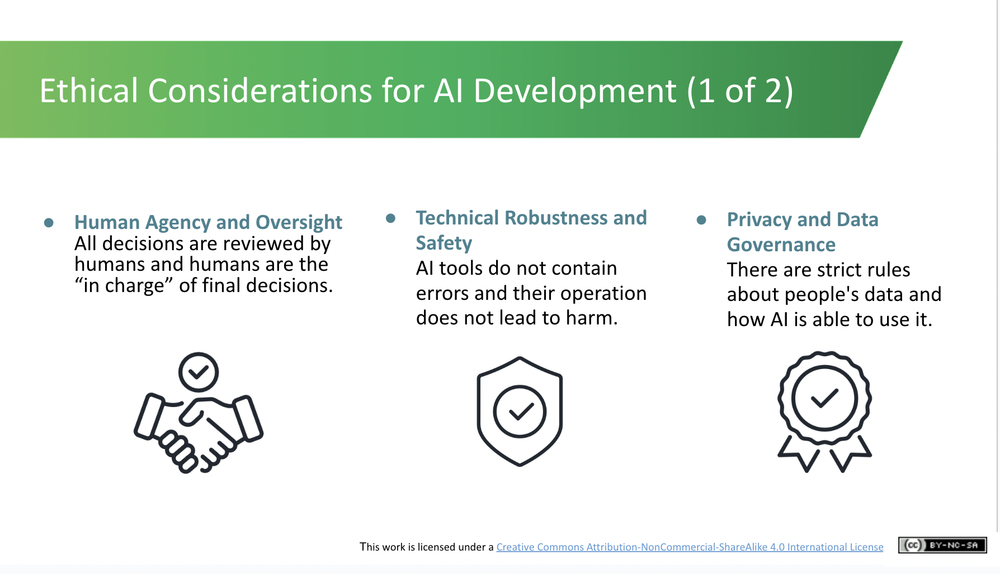 Ethical Considerations for AI Development (1 of 2)
● Human Agency and Oversight
All decisions are reviewed by
humans and humans are the
“in charge” of final decisions.
● Technical Robustness and
Safety
AI tools do not contain
errors and their operation
does not lead to harm.
● Privacy and Data
Governance
There are strict rules
about people's data and
how AI is able to use it.
This work is licensed under a Creative Commons Attribution-NonCommercial-ShareAlike 4.0 International License
(cc) BY-NC-SA